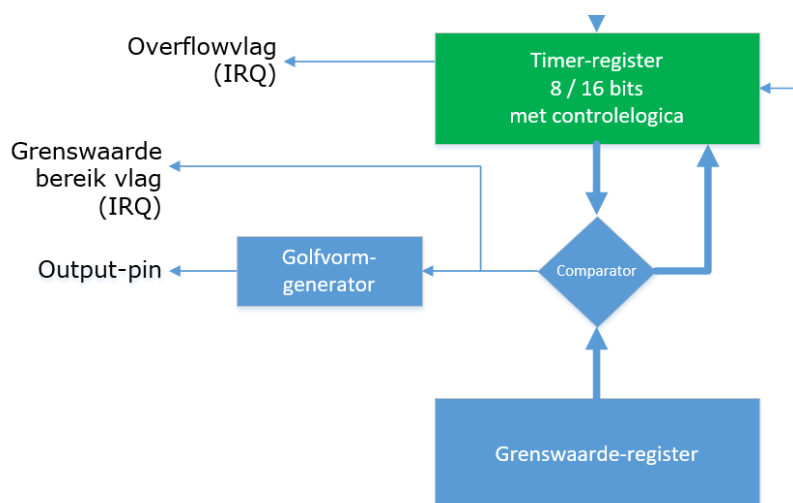 Overflowvlag
(IRQ)
Timer-register
8 / 16 bits
met controlelogica
Grenswaarde
bereik vlag
(IRQ)
Output-pin
Golfvorm-
generator
Comparator
Grenswaarde-register